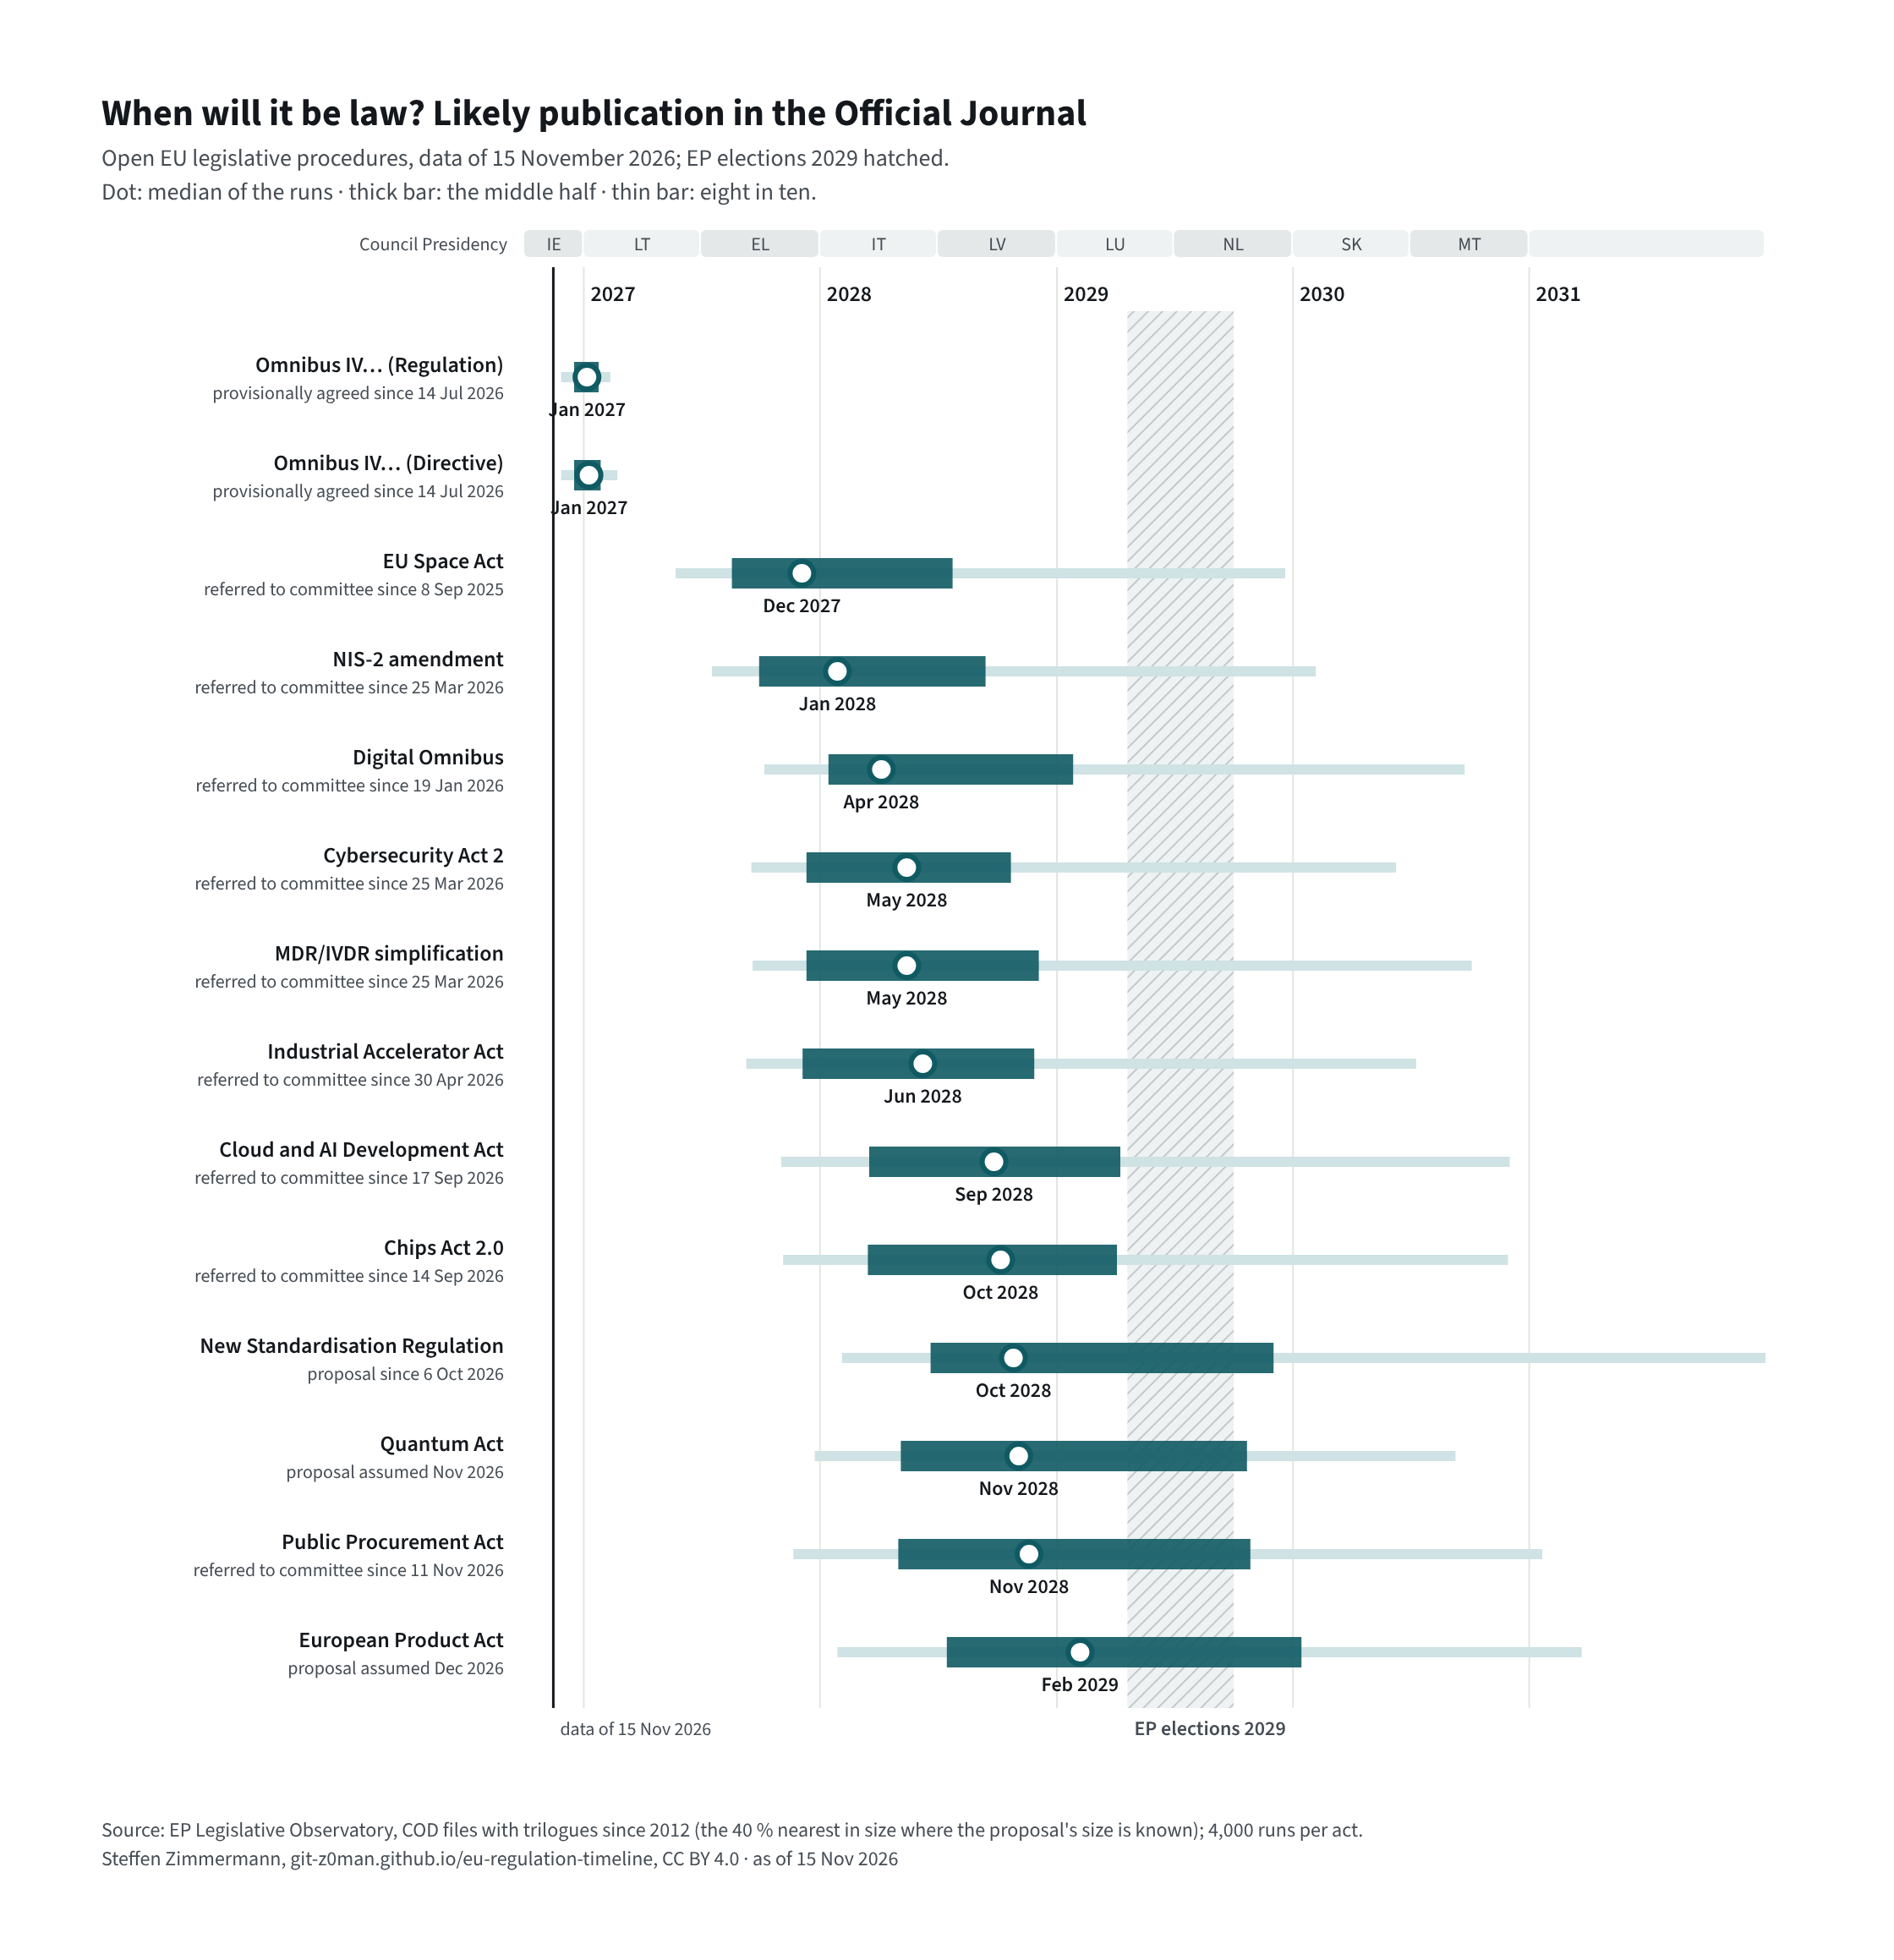 When will it be law? Likely publication in the Official Journal
Open EU legislative procedures, data of 15 November 2026; EP elections 2029 hatched.
Dot: median of the runs · thick bar: the middle half · thin bar: eight in ten.
Council Presidency IE LT EL IT LV LU NL SK MT
2027 2028 2029 2030 2031
Omnibus IV… (Regulation)
provisionally agreed since 14 Jul 2026
Jan 2027
Omnibus IV… (Directive)
provisionally agreed since 14 Jul 2026
Jan 2027
EU Space Act
referred to committee since 8 Sep 2025
Dec 2027
NIS-2 amendment
referred to committee since 25 Mar 2026
Jan 2028
Digital Omnibus
referred to committee since 19 Jan 2026
Apr 2028
Cybersecurity Act 2
referred to committee since 25 Mar 2026
May 2028
MDR/IVDR simplification
referred to committee since 25 Mar 2026
May 2028
Industrial Accelerator Act
referred to committee since 30 Apr 2026
Jun 2028
Cloud and AI Development Act
referred to committee since 17 Sep 2026
Sep 2028
Chips Act 2.0
referred to committee since 14 Sep 2026
Oct 2028
New Standardisation Regulation
proposal since 6 Oct 2026
Oct 2028
Quantum Act
proposal assumed Nov 2026
Nov 2028
Public Procurement Act
referred to committee since 11 Nov 2026
Nov 2028
European Product Act
proposal assumed Dec 2026
Feb 2029
data of 15 Nov 2026 EP elections 2029
Source: EP Legislative Observatory, COD files with trilogues since 2012 (the 40 % nearest in size where the proposal's size is known); 4,000 runs per act.
Steffen Zimmermann, git-z0man.github.io/eu-regulation-timeline, CC BY 4.0 · as of 15 Nov 2026